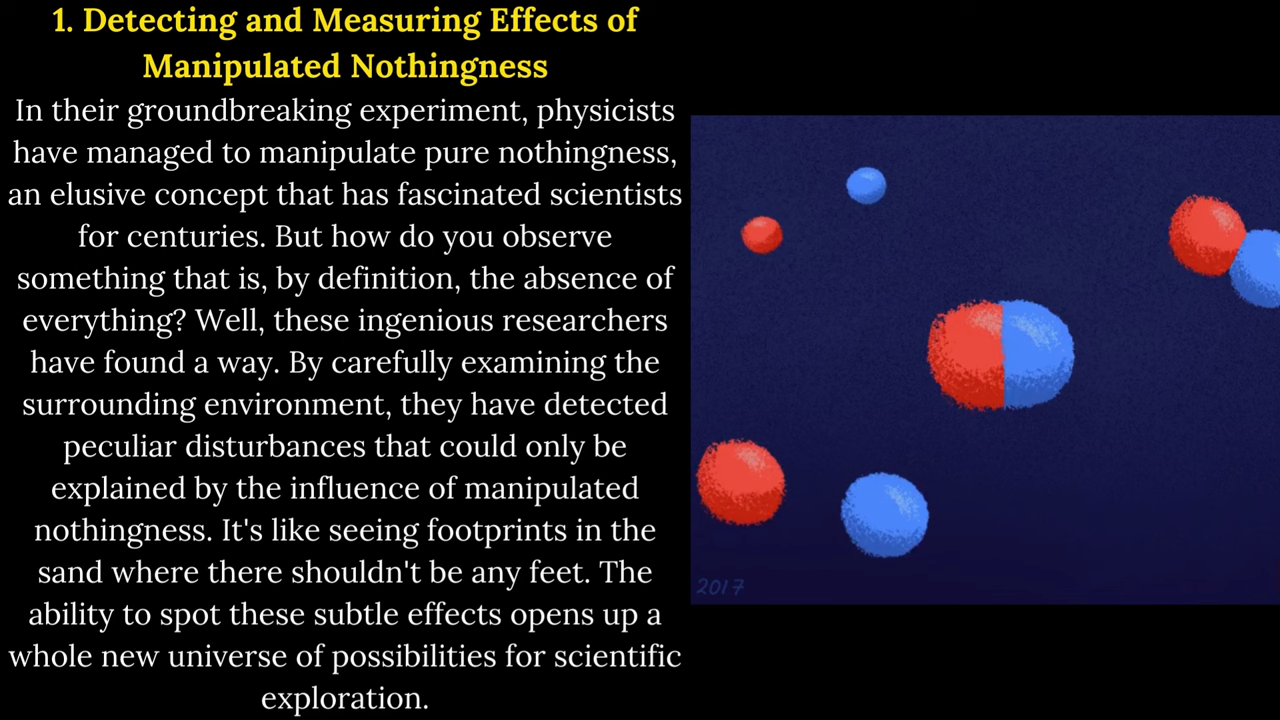 1. Detecting and Measuring Effects of
Manipulated Nothingness
In their groundbreaking experiment, physicists
have managed to manipulate pure nothingness,
an elusive concept that has fascinated scientists
for centuries. But how do you observe
something that is, by definition, the absence of
everything? Well, these ingenious researchers
have found a way. By carefully examining the
surrounding environment, they have detected
peculiar disturbances that could only be
explained by the influence of manipulated
nothingness. It's like seeing footprints in the
sand where there shouldn't be any feet. The
ability to spot these subtle effects opens up a
whole new universe of possibilities for scientific
exploration.
2017